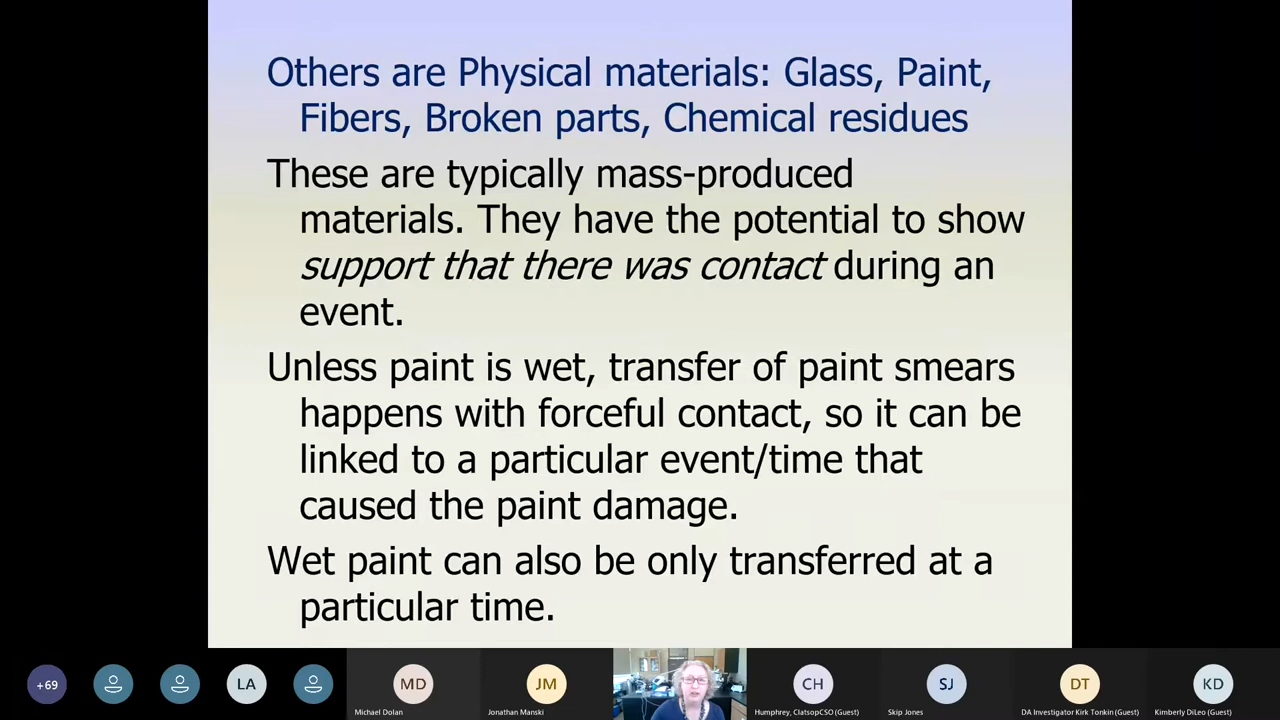 Others are Physical materials: Glass, Paint,
Fibers, Broken parts, Chemical residues
These are typically mass-produced
materials. They have the potential to show
support that there was contact during an
event.
Unless paint is wet, transfer of paint smears
happens with forceful contact, so it can be
linked to a particular event/time that
caused the paint damage.
Wet paint can also be only transferred at a
particular time.
+69
LA
MD
JM
CH
SJ
DT
KD
Michael Dolan
Jonathan Manski
Humphrey, ClatsopCSO (Guest)
Skip Jones
DA Investigator Kirk Tonkin (Guest)
Kimberly DiLeo (Guest)